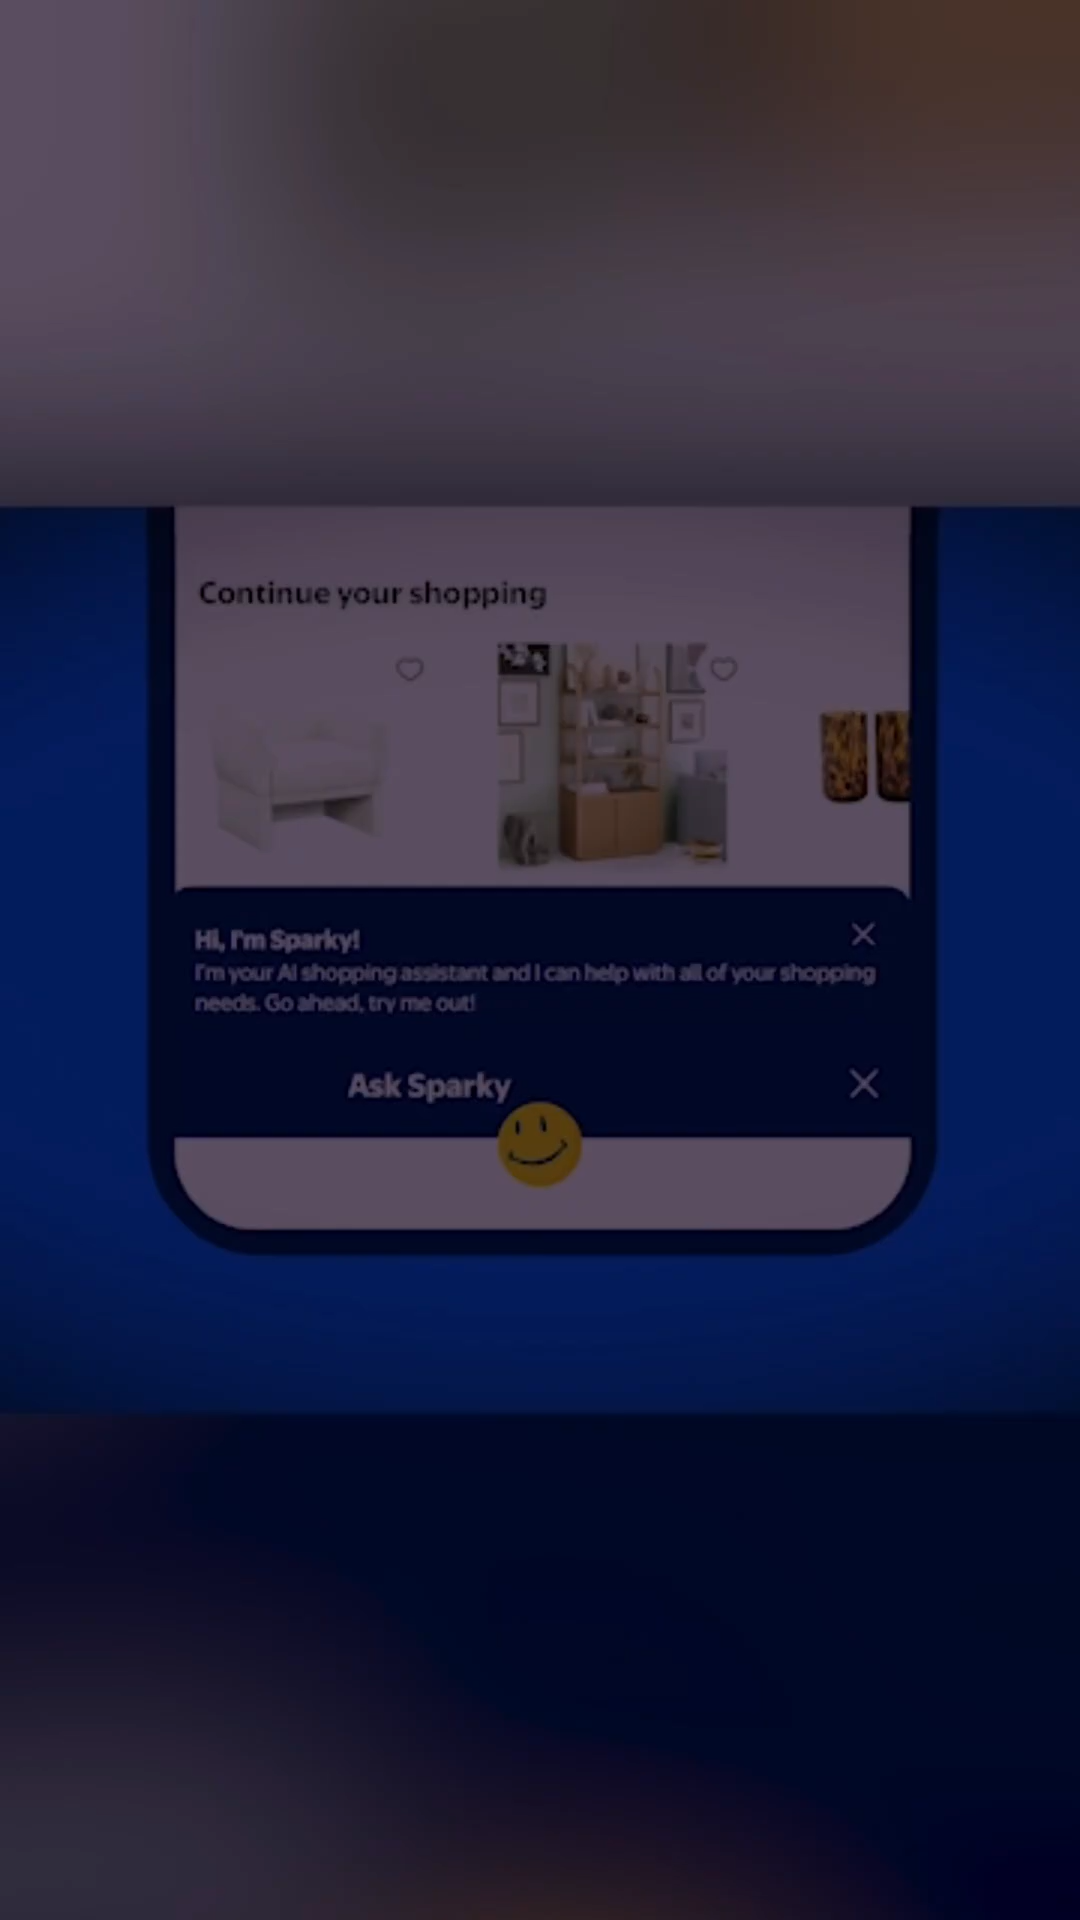 Continue your shopping
Hi, I'm Sparky!
I'm your AI shopping assistant and I can help with all of your shopping
needs. Go ahead, try me out!
Ask Sparky